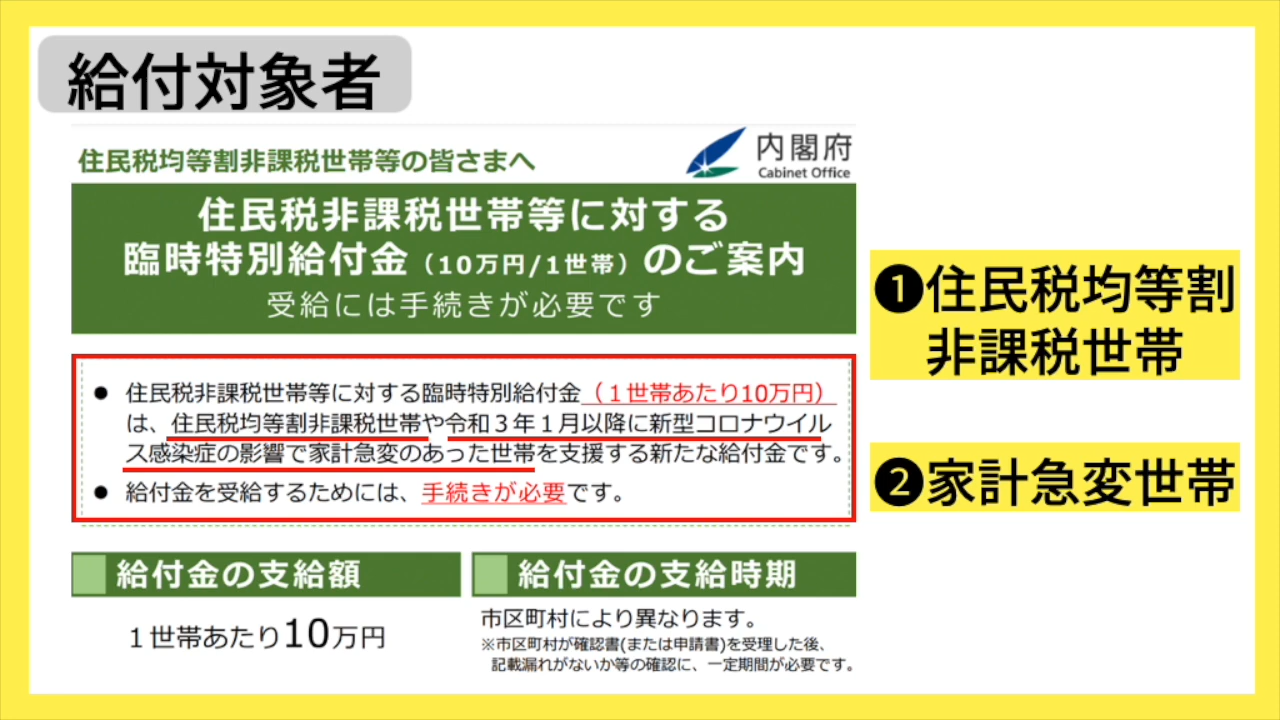 給付対象者
住民税均等割非課税世帯等の皆さまへ
内閣府
Cabinet Office
住民税非課税世帯等に対する
臨時特別給付金（10万円/1世帯）のご案内
受給には手続きが必要です
● 住民税非課税世帯等に対する臨時特別給付金（１世帯あたり10万円）
は、住民税均等割非課税世帯や令和３年１月以降に新型コロナウイル
ス感染症の影響で家計急変のあった世帯を支援する新たな給付金です。
● 給付金を受給するためには、手続きが必要です。
給付金の支給額
１世帯あたり10万円
給付金の支給時期
市区町村により異なります。
※市区町村が確認書(または申請書)を受理した後、
記載漏れがないか等の確認に、一定期間が必要です。
❶住民税均等割
非課税世帯
❷家計急変世帯